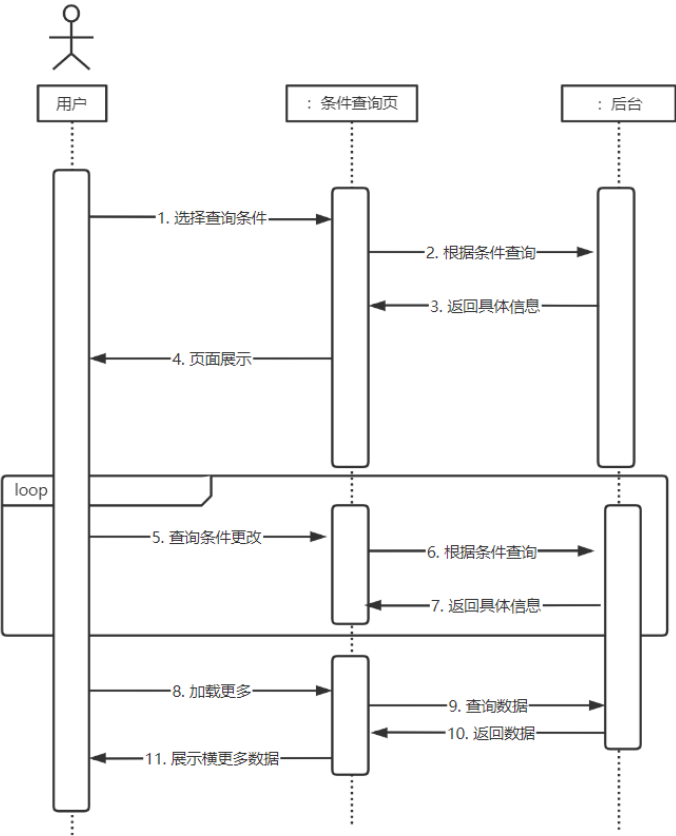 用户
：条件查询页
：后台
1. 选择查询条件
2. 根据条件查询
3. 返回具体信息
4. 页面展示
loop
5. 查询条件更改
6. 根据条件查询
7. 返回具体信息
8. 加载更多
9. 查询数据
10. 返回数据
11. 展示横更多数据